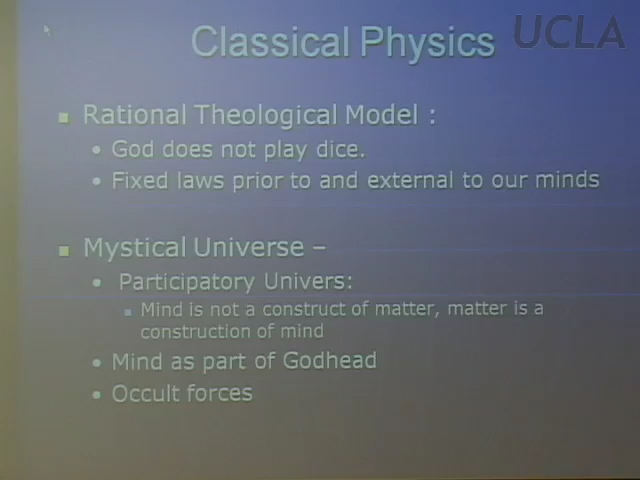 Classical Physics
UCLA
Rational Theological Model :
God does not play dice.
Fixed laws prior to and external to our minds
Mystical Universe –
Participatory Univers:
Mind is not a construct of matter, matter is a
construction of mind
Mind as part of Godhead
Occult forces